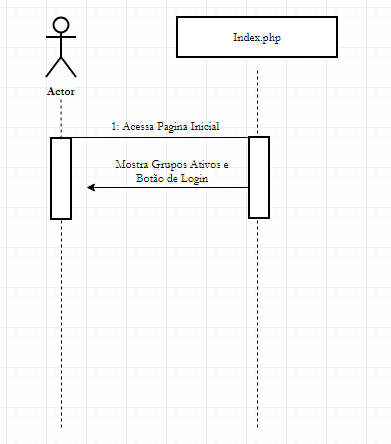 Index.php
Actor
1: Acessa Pagina Inicial
Mostra Grupos Ativos e
Botão de Login